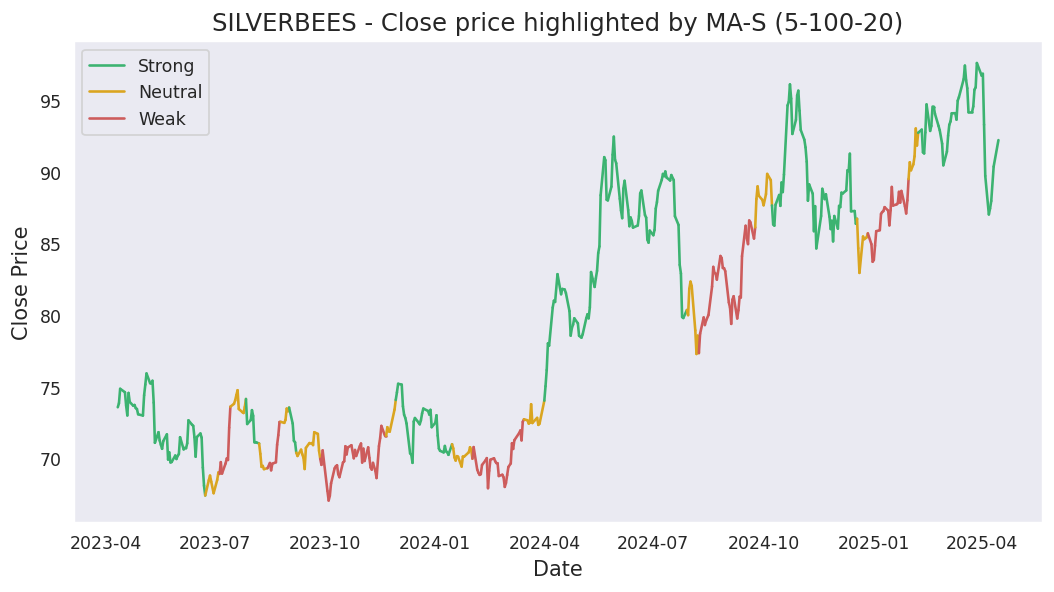 SILVERBEES - Close price highlighted by MA-S (5-100-20)
Strong
Neutral
Weak
Close Price
95
90
85
80
75
70
2023-04 2023-07 2023-10 2024-01 2024-04 2024-07 2024-10 2025-01 2025-04
Date